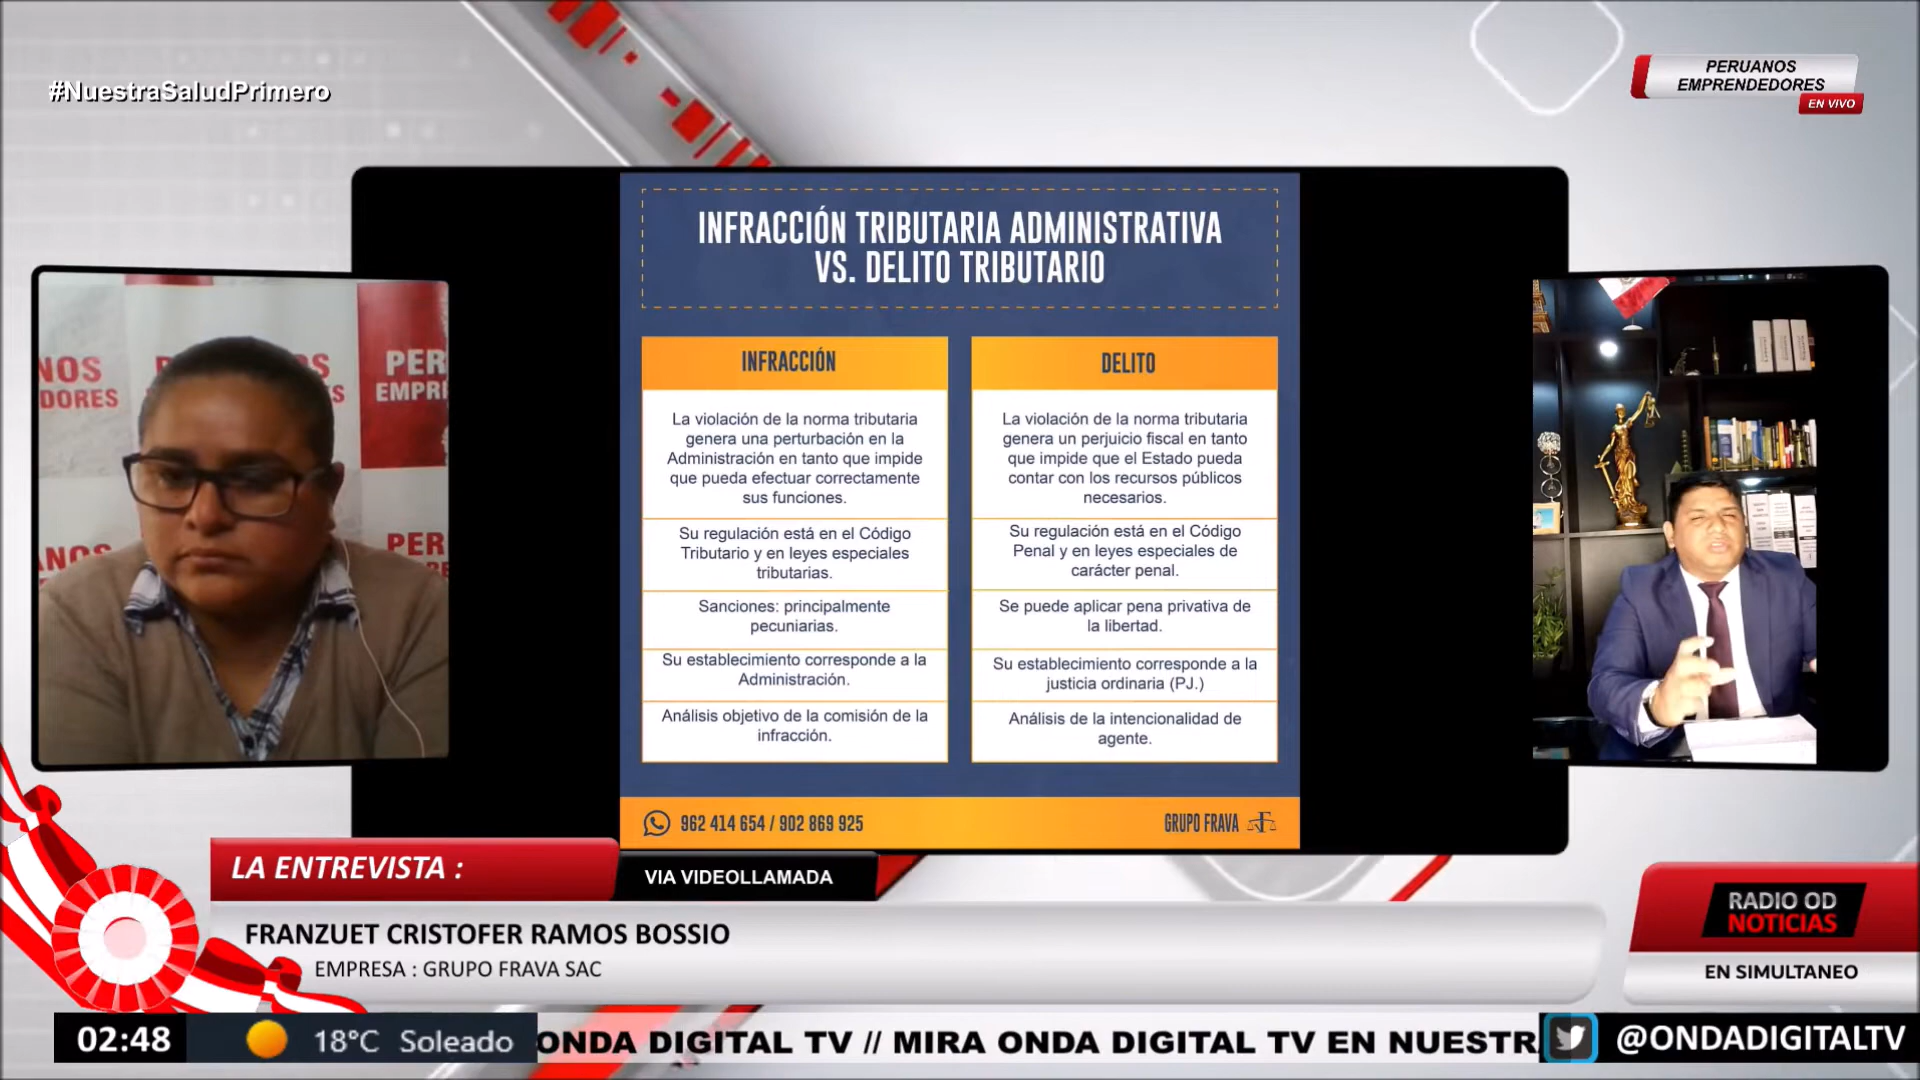 #NuestraSaludPrimero
PERUANOS
EMPRENDEDORES
EN VIVO
INFRACCIÓN TRIBUTARIA ADMINISTRATIVA
VS. DELITO TRIBUTARIO
INFRACCIÓN
La violación de la norma tributaria
genera una perturbación en la
Administración en tanto que impide
que pueda efectuar correctamente
sus funciones.
Su regulación está en el Código
Tributario y en leyes especiales
tributarias.
Sanciones: principalmente
pecuniarias.
Su establecimiento corresponde a la
Administración.
Análisis objetivo de la comisión de la
infracción.
DELITO
La violación de la norma tributaria
genera un perjuicio fiscal en tanto
que impide que el Estado pueda
contar con los recursos públicos
necesarios.
Su regulación está en el Código
Penal y en leyes especiales de
carácter penal.
Se puede aplicar pena privativa de
la libertad.
Su establecimiento corresponde a la
justicia ordinaria (PJ.)
Análisis de la intencionalidad de
agente.
962 414 654 / 902 869 925
GRUPO FRAVA
NOS
DORES
OS
S
PER
EMPR
ANOS
PER
LA ENTREVISTA :
VIA VIDEOLLAMADA
FRANZUET CRISTOFER RAMOS BOSSIO
EMPRESA : GRUPO FRAVA SAC
RADIO OD
NOTICIAS
EN SIMULTANEO
02:48
18°C Soleado
ONDA DIGITAL TV // MIRA ONDA DIGITAL TV EN NUESTR
@ONDADIGITALTV